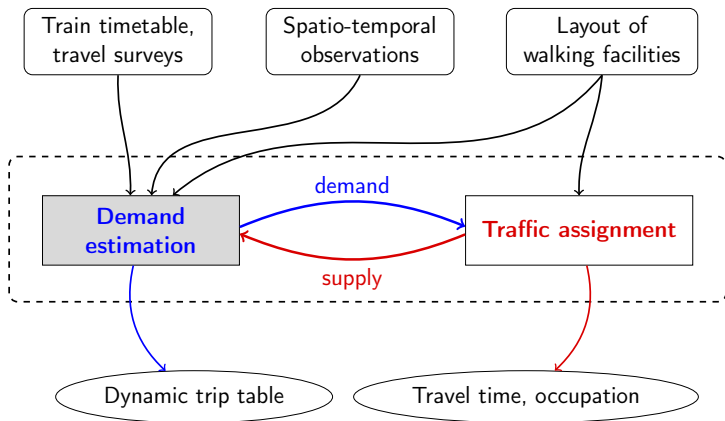 Train timetable,
travel surveys
Spatio-temporal
observations
Layout of
walking facilities
demand
Demand
estimation
Traffic assignment
supply
Dynamic trip table
Travel time, occupation